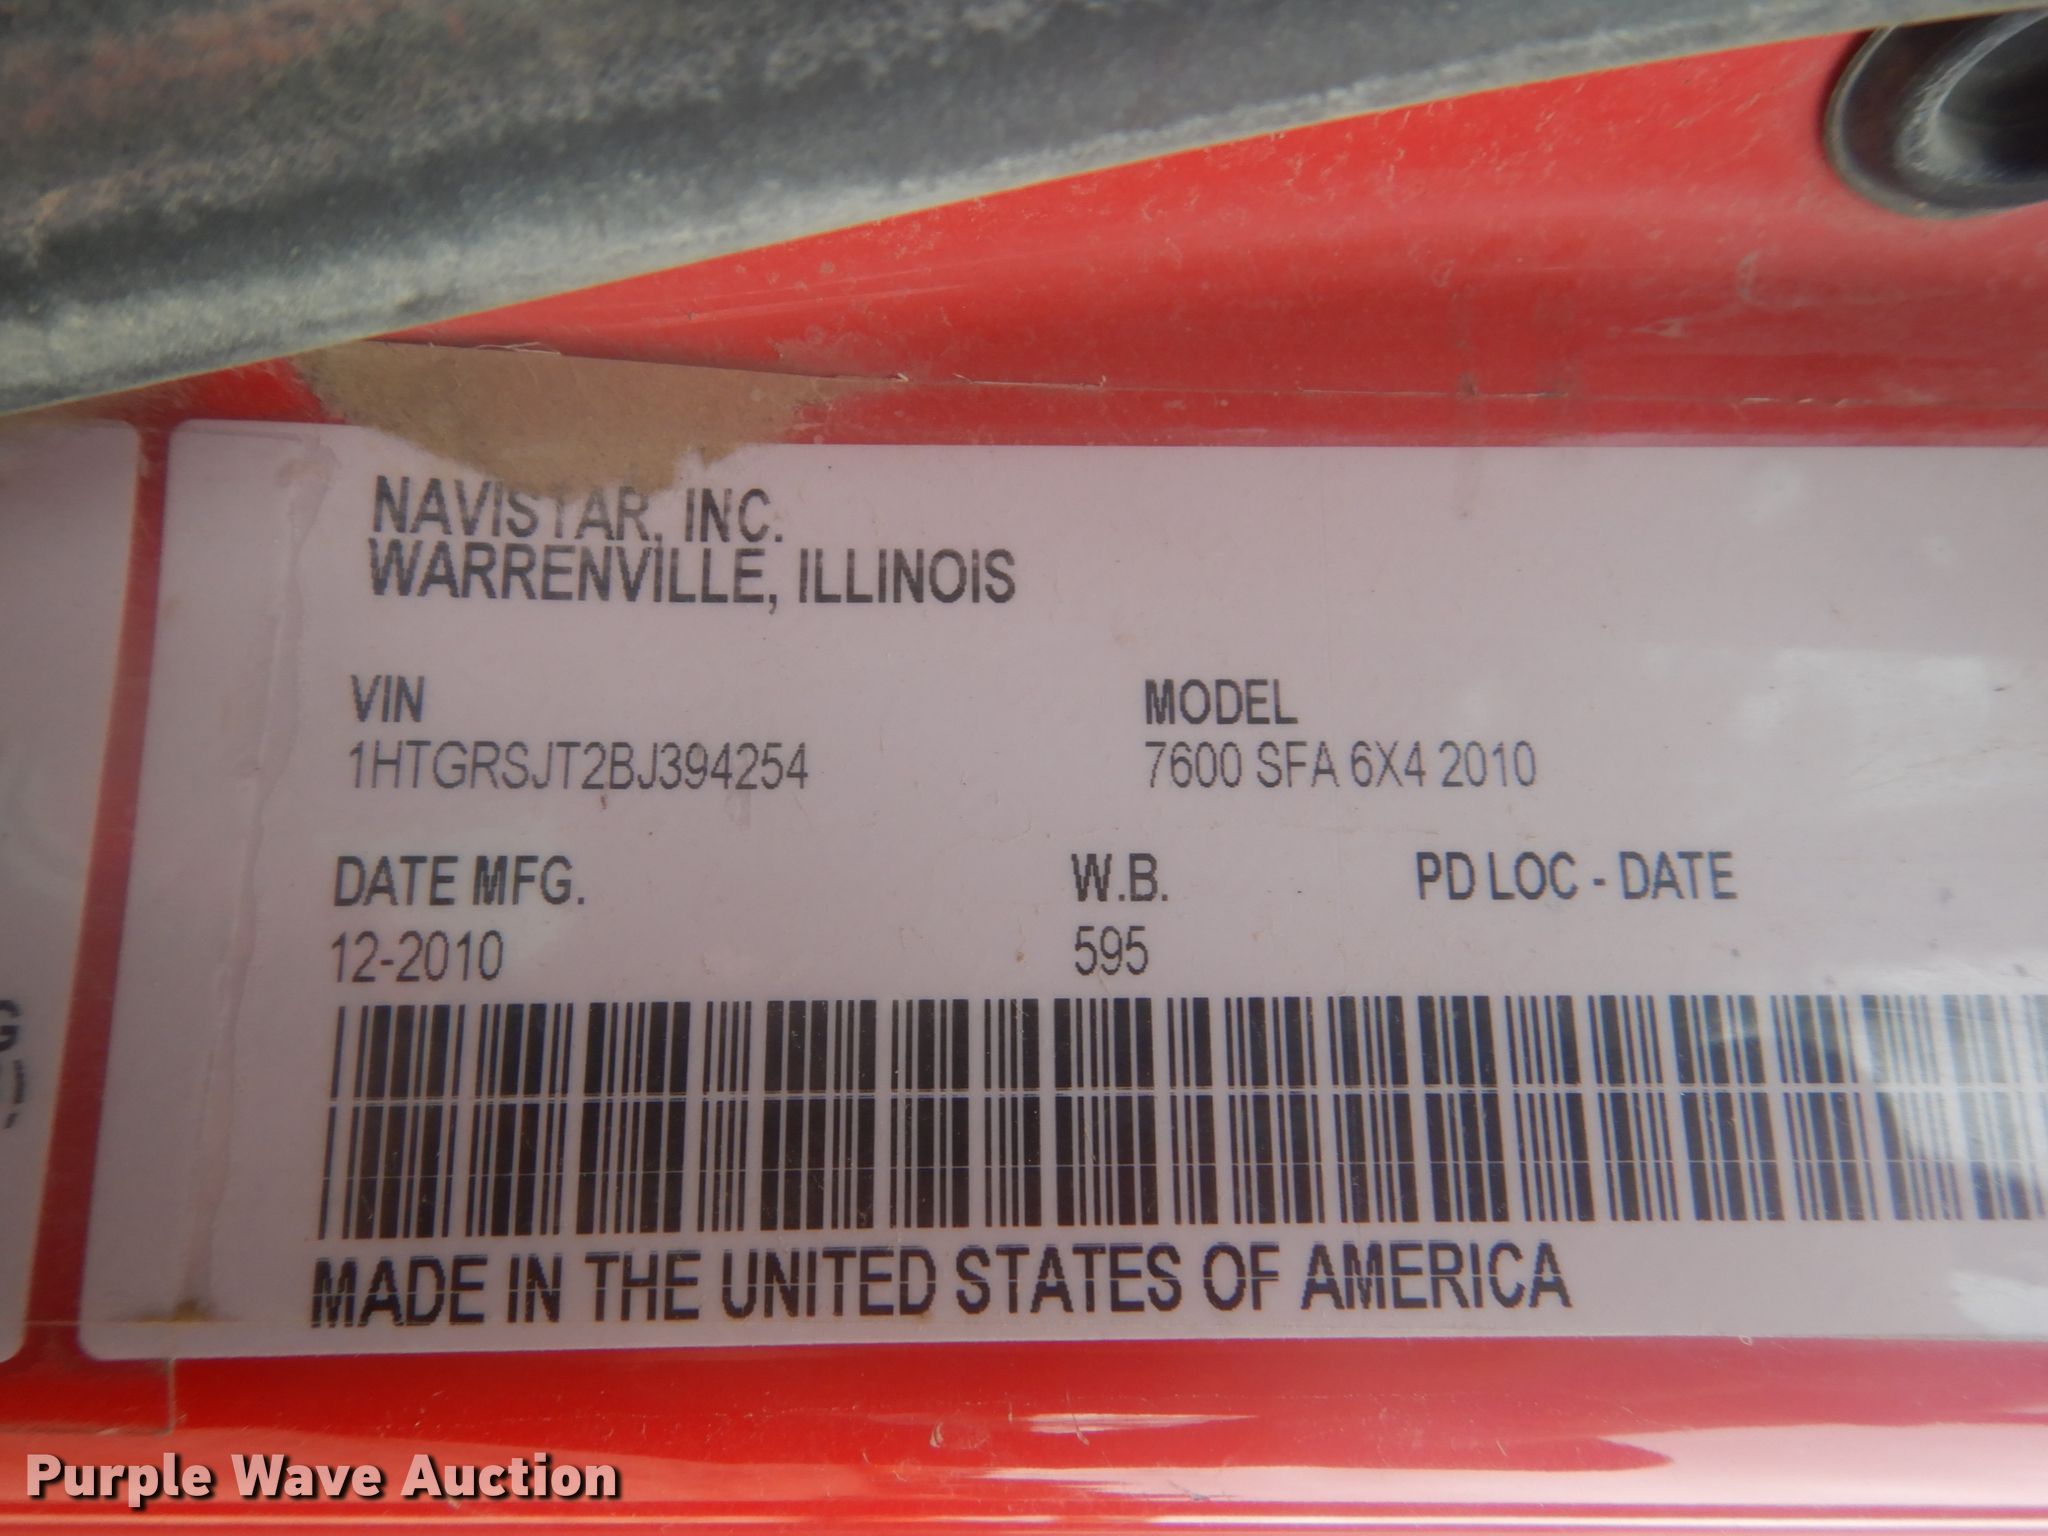 NAVISTAR, INC.
WARRENVILLE, ILLINOIS
VIN MODEL
1HTGRSJT2BJ394254 7600 SFA 6X4 2010
DATE MFG. W.B. PD LOC - DATE
12-2010 595
MADE IN THE UNITED STATES OF AMERICA
Purple Wave Auction